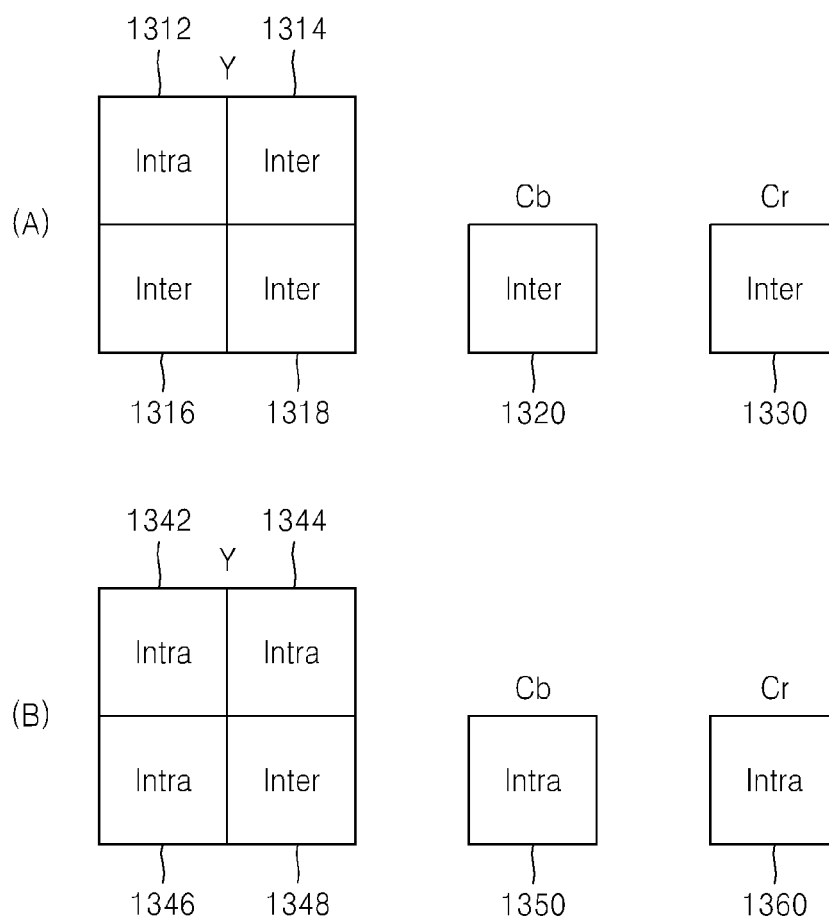 1312 1314
Y
Intra Inter
Cb Cr
(A)
Inter Inter Inter Inter
1316 1318 1320 1330
1342 1344
Y
Intra Intra
Cb Cr
(B)
Intra Inter Intra Intra
1346 1348 1350 1360